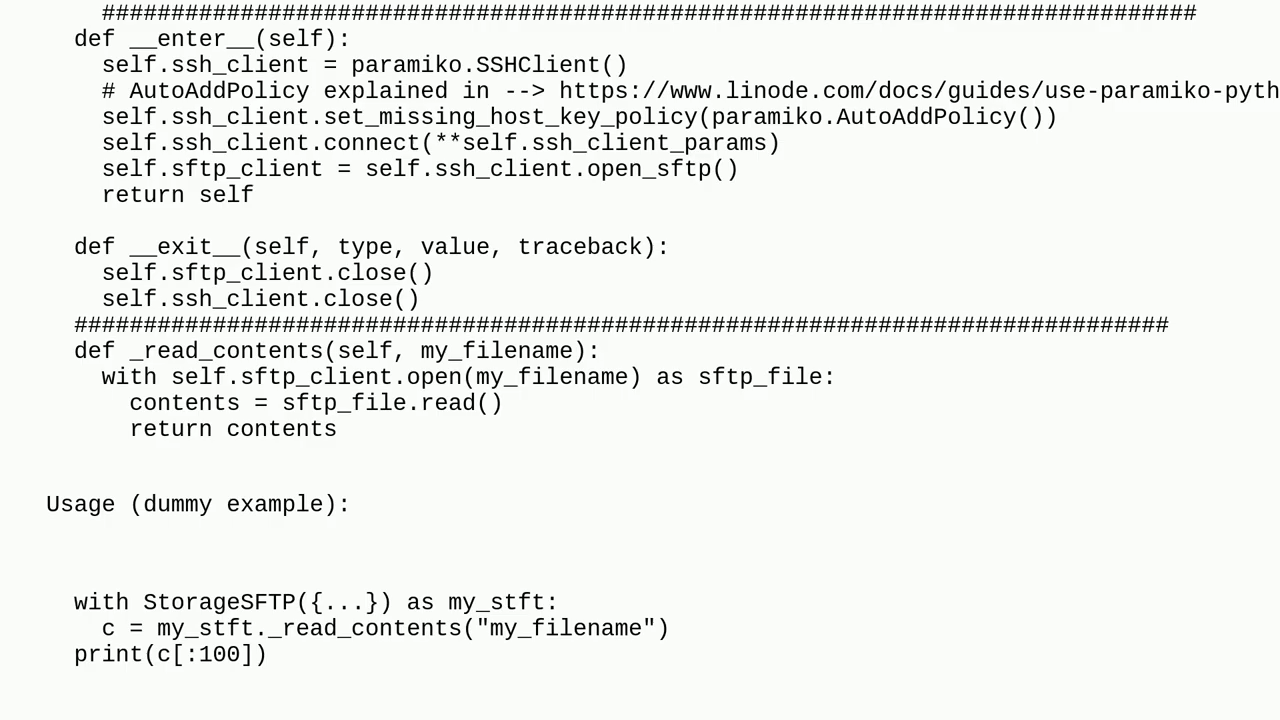 ###############################################################################
def __enter__(self):
self.ssh_client = paramiko.SSHClient()
# AutoAddPolicy explained in --> https://www.linode.com/docs/guides/use-paramiko-pyth
self.ssh_client.set_missing_host_key_policy(paramiko.AutoAddPolicy())
self.ssh_client.connect(**self.ssh_client_params)
self.sftp_client = self.ssh_client.open_sftp()
return self
def __exit__(self, type, value, traceback):
self.sftp_client.close()
self.ssh_client.close()
###############################################################################
def _read_contents(self, my_filename):
with self.sftp_client.open(my_filename) as sftp_file:
contents = sftp_file.read()
return contents
Usage (dummy example):
with StorageSFTP({...}) as my_stft:
c = my_stft._read_contents("my_filename")
print(c[:100])